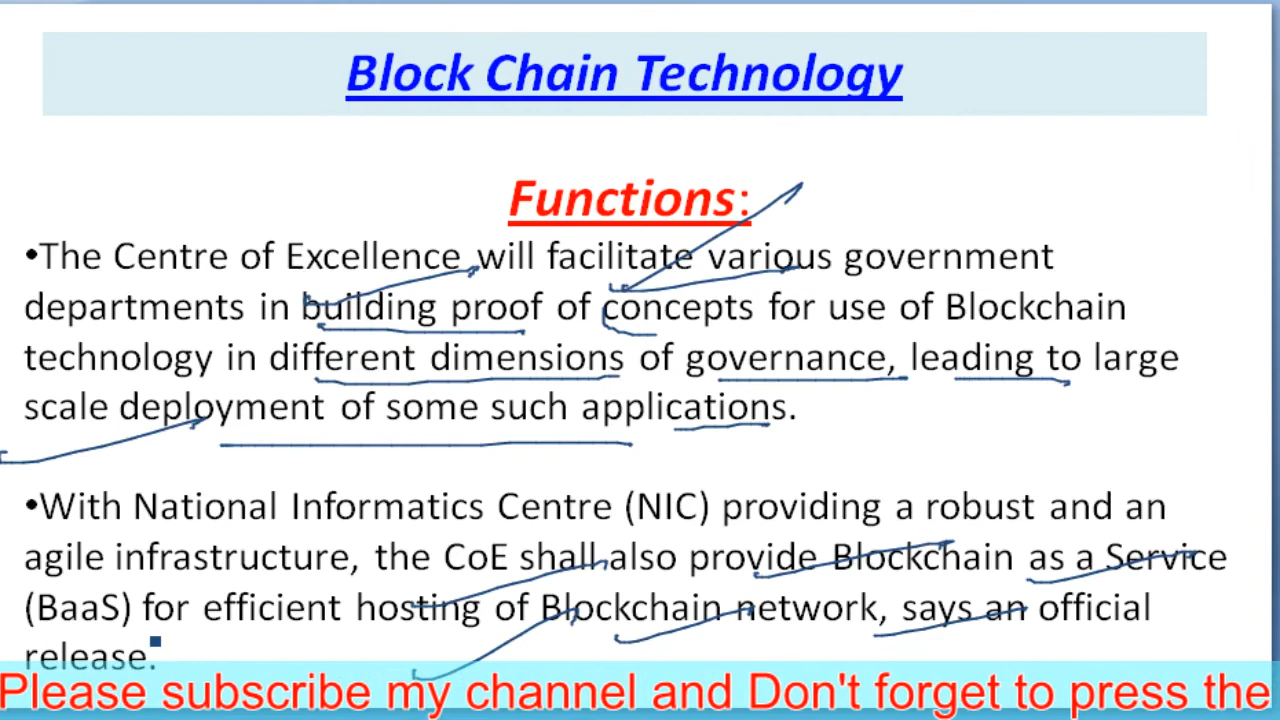 Block Chain Technology
Functions:
•The Centre of Excellence will facilitate various government
departments in building proof of concepts for use of Blockchain
technology in different dimensions of governance, leading to large
scale deployment of some such applications.
•With National Informatics Centre (NIC) providing a robust and an
agile infrastructure, the CoE shall also provide Blockchain as a Service
(BaaS) for efficient hosting of Blockchain network, says an official
release.
Please subscribe my channel and Don't forget to press the